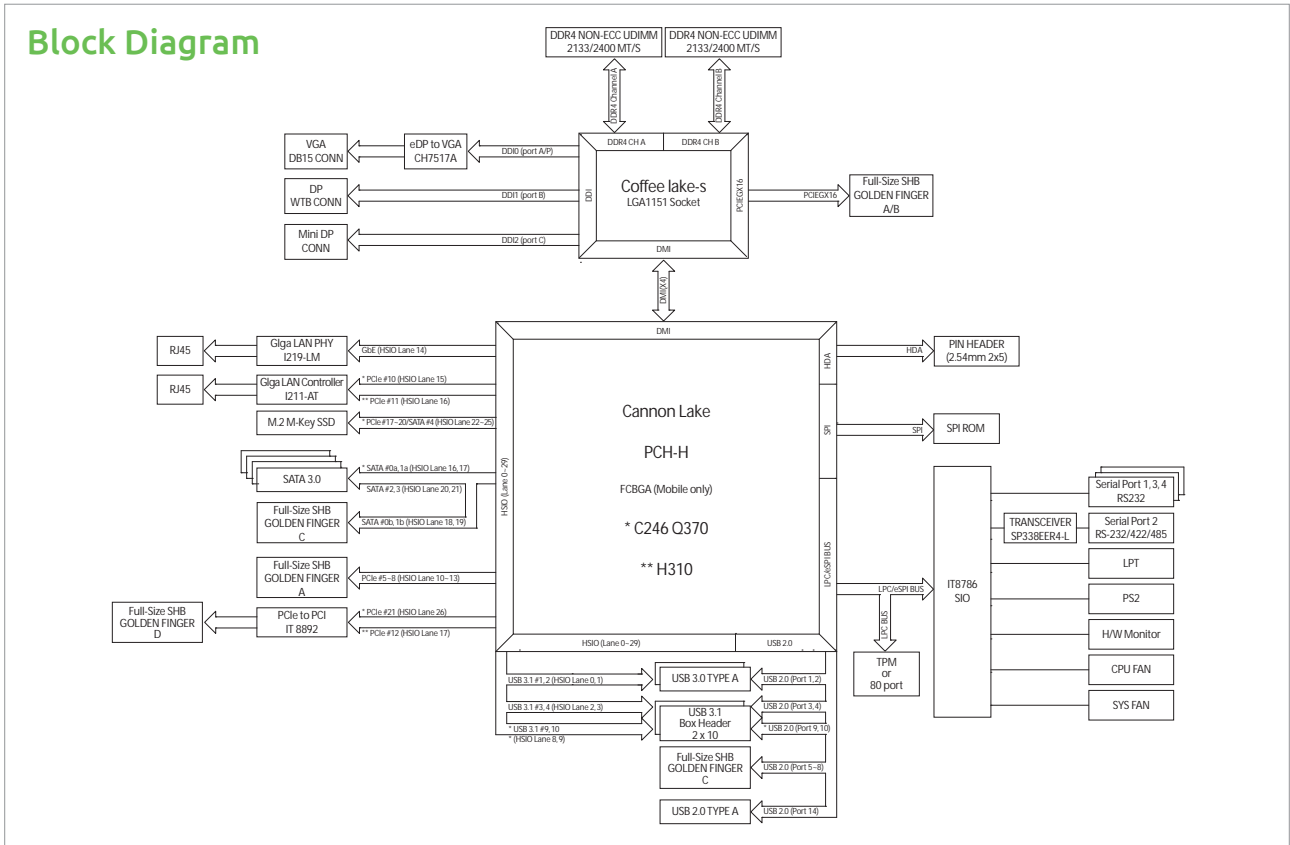 Block Diagram
DDR4 NON-ECC UDIMM
2133/2400 MT/S
DDR4 NON-ECC UDIMM
2133/2400 MT/S
DDR4 Channel A
DDR4 Channel B
DDR4 CH A
DDR4 CH B
VGA
DB15 CONN
eDP to VGA
CH7517A
DDI0 (port A/P)
DP
WTB CONN
DDI1 (port B)
Mini DP
CONN
DDI2 (port C)
DDI
Coffee lake-s
LGA1151 Socket
PCIEGX16
PCIEGX16
Full-Size SHB
GOLDEN FINGER
A/B
DMI
DMI(X4)
DMI
RJ45
GIga LAN PHY
I219-LM
GbE (HSIO Lane 14)
RJ45
GIga LAN Controller
I211-AT
* PCIe #10 (HSIO Lane 15)
** PCIe #11 (HSIO Lane 16)
M.2 M-Key SSD
* PCIe #17~20/SATA #4 (HSIO Lane 22~25)
SATA 3.0
* SATA #0a, 1a (HSIO Lane 16, 17)
SATA #2, 3 (HSIO Lane 20, 21)
Full-Size SHB
GOLDEN FINGER
C
SATA #0b, 1b (HSIO Lane 18, 19)
Full-Size SHB
GOLDEN FINGER
A
PCIe #5~8 (HSIO Lane 10~13)
Full-Size SHB
GOLDEN FINGER
D
PCIe to PCI
IT 8892
* PCIe #21 (HSIO Lane 26)
** PCIe #12 (HSIO Lane 17)
HSIO (Lane 0~29)
Cannon Lake
PCH-H
FCBGA (Mobile only)
* C246 Q370
** H310
HDA
HDA
PIN HEADER
(2.54mm 2x5)
SPI
SPI
SPI ROM
LPC/eSPI BUS
LPC/eSPI BUS
LPC BUS
TPM
or
80 port
IT8786
SIO
Serial Port 1, 3, 4
RS232
TRANSCEIVER
SP338EER4-L
Serial Port 2
RS-232/422/485
LPT
PS2
H/W Monitor
CPU FAN
SYS FAN
HSIO (Lane 0~29)
USB 2.0
USB 3.1 #1, 2 (HSIO Lane 0, 1)
USB 3.0 TYPE A
USB 2.0 (Port 1, 2)
USB 3.1 #3, 4 (HSIO Lane 2, 3)
USB 3.1
Box Header
2 x 10
USB 2.0 (Port 3, 4)
* USB 3.1 #9, 10
* (HSIO Lane 8, 9)
* USB 2.0 (Port 9, 10)
Full-Size SHB
GOLDEN FINGER
C
USB 2.0 (Port 5~8)
USB 2.0 TYPE A
USB 2.0 (Port 14)